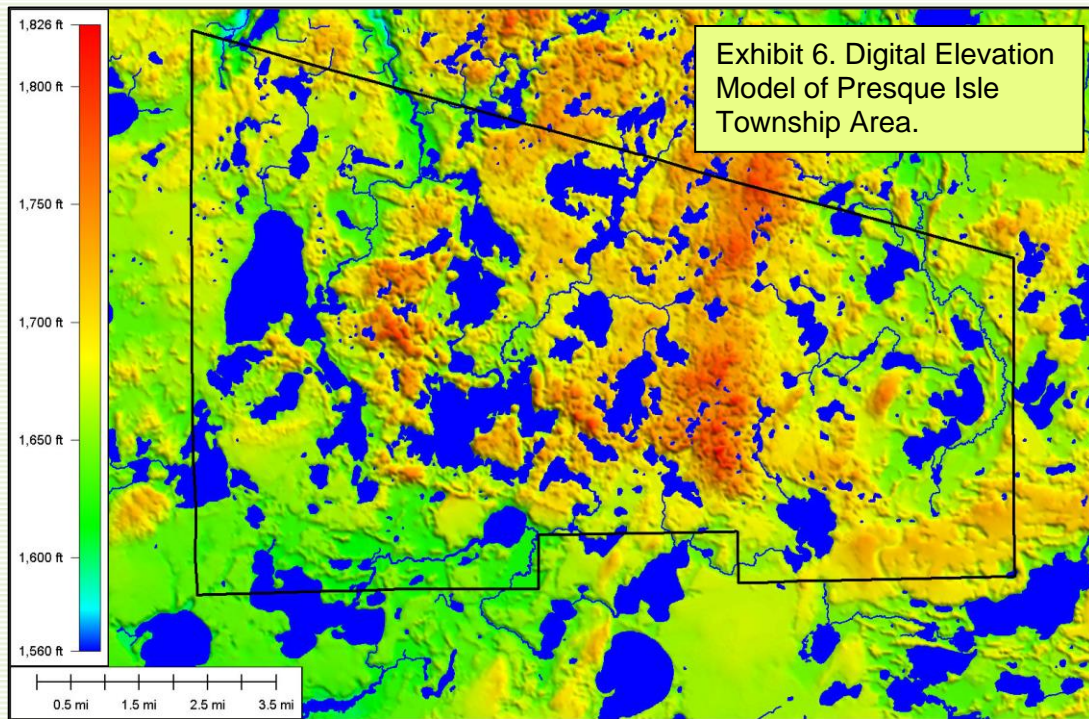 Exhibit 6. Digital Elevation
Model of Presque Isle
Township Area.
1,826 ft
1,800 ft
1,750 ft
1,700 ft
1,650 ft
1,600 ft
1,560 ft
0.5 mi 1.5 mi 2.5 mi 3.5 mi